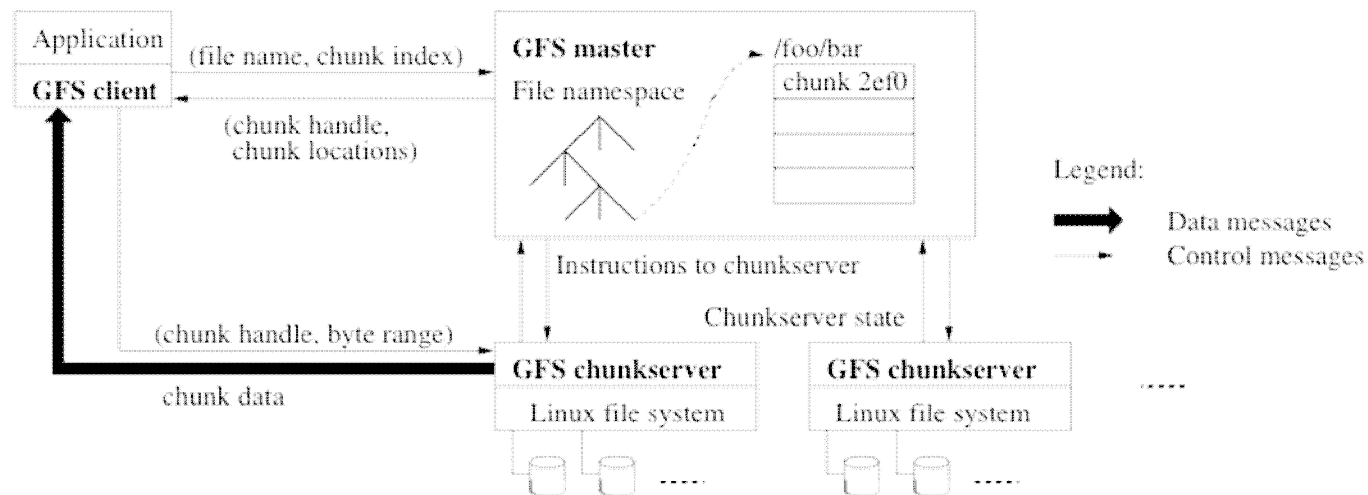 Application
GFS client
(file name, chunk index)
(chunk handle,
chunk locations)
GFS master
File namespace
/foo/bar
chunk 2ef0
Legend:
Data messages
Control messages
Instructions to chunkserver
Chunkserver state
(chunk handle, byte range)
chunk data
GFS chunkserver
Linux file system
GFS chunkserver
Linux file system